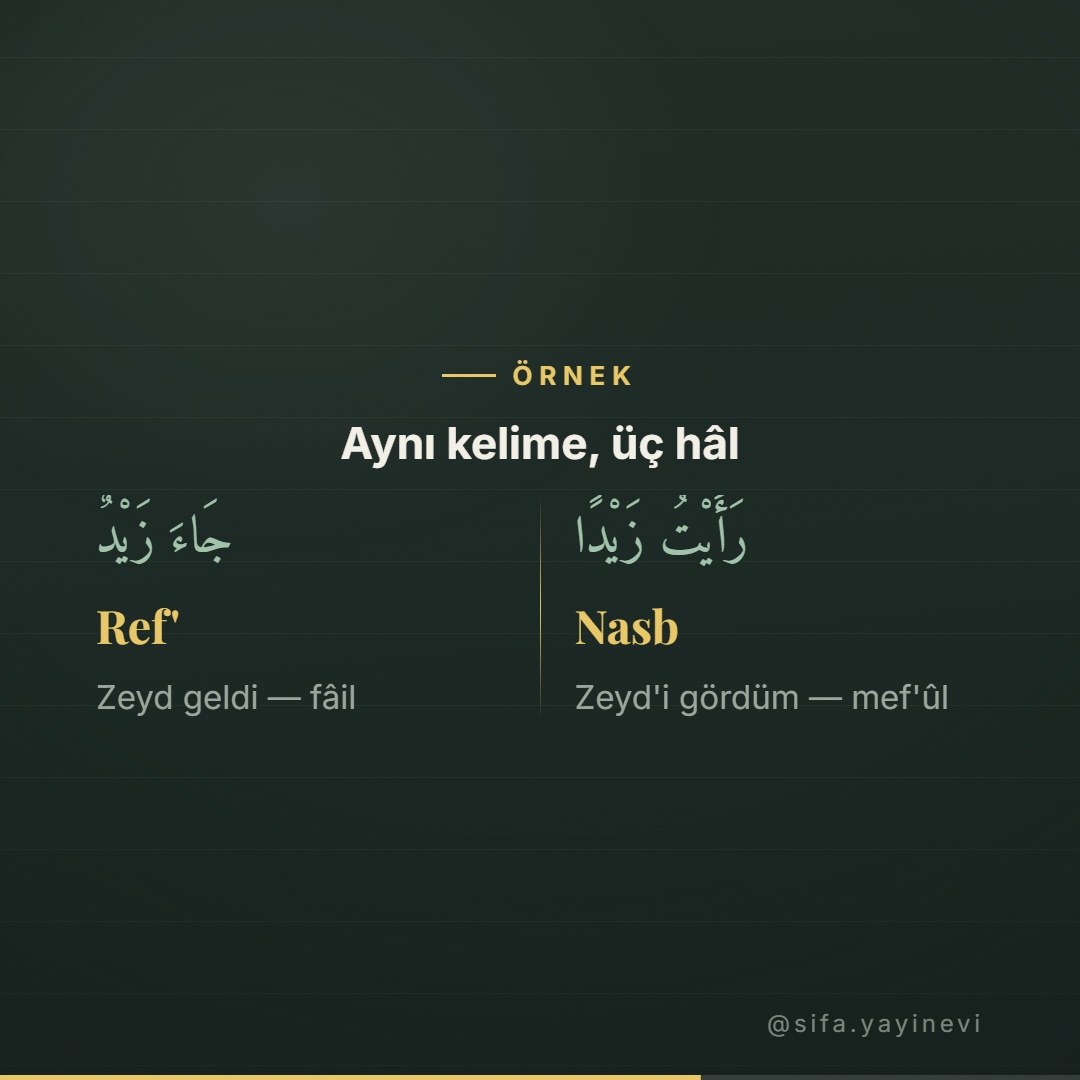 ÖRNEK
Aynı kelime, üç hâl
جَاءَ زَيْدٌ
Ref'
Zeyd geldi — fâil
رَأَيْتُ زَيْدًا
Nasb
Zeyd'i gördüm — mef'ûl
@sifa.yayinevi